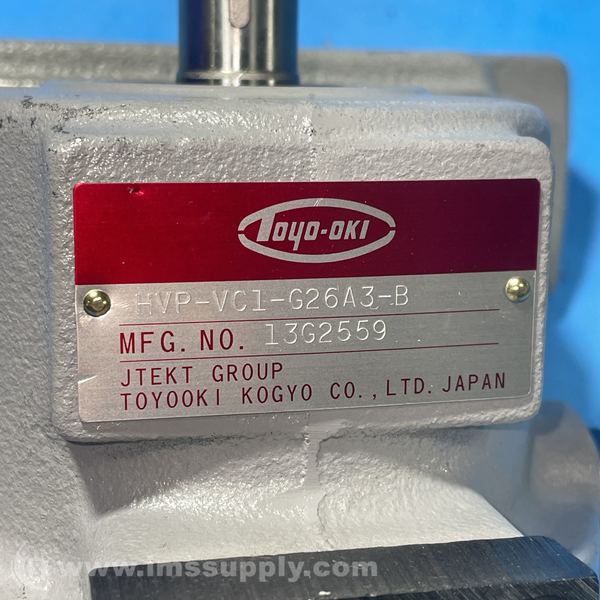 Toyo-OKI
HVP-VC1-G26A3-B
MFG. NO. 13G2559
JTEKT GROUP
TOYOOKI KOGYO CO.,LTD. JAPAN
www.imssupply.com